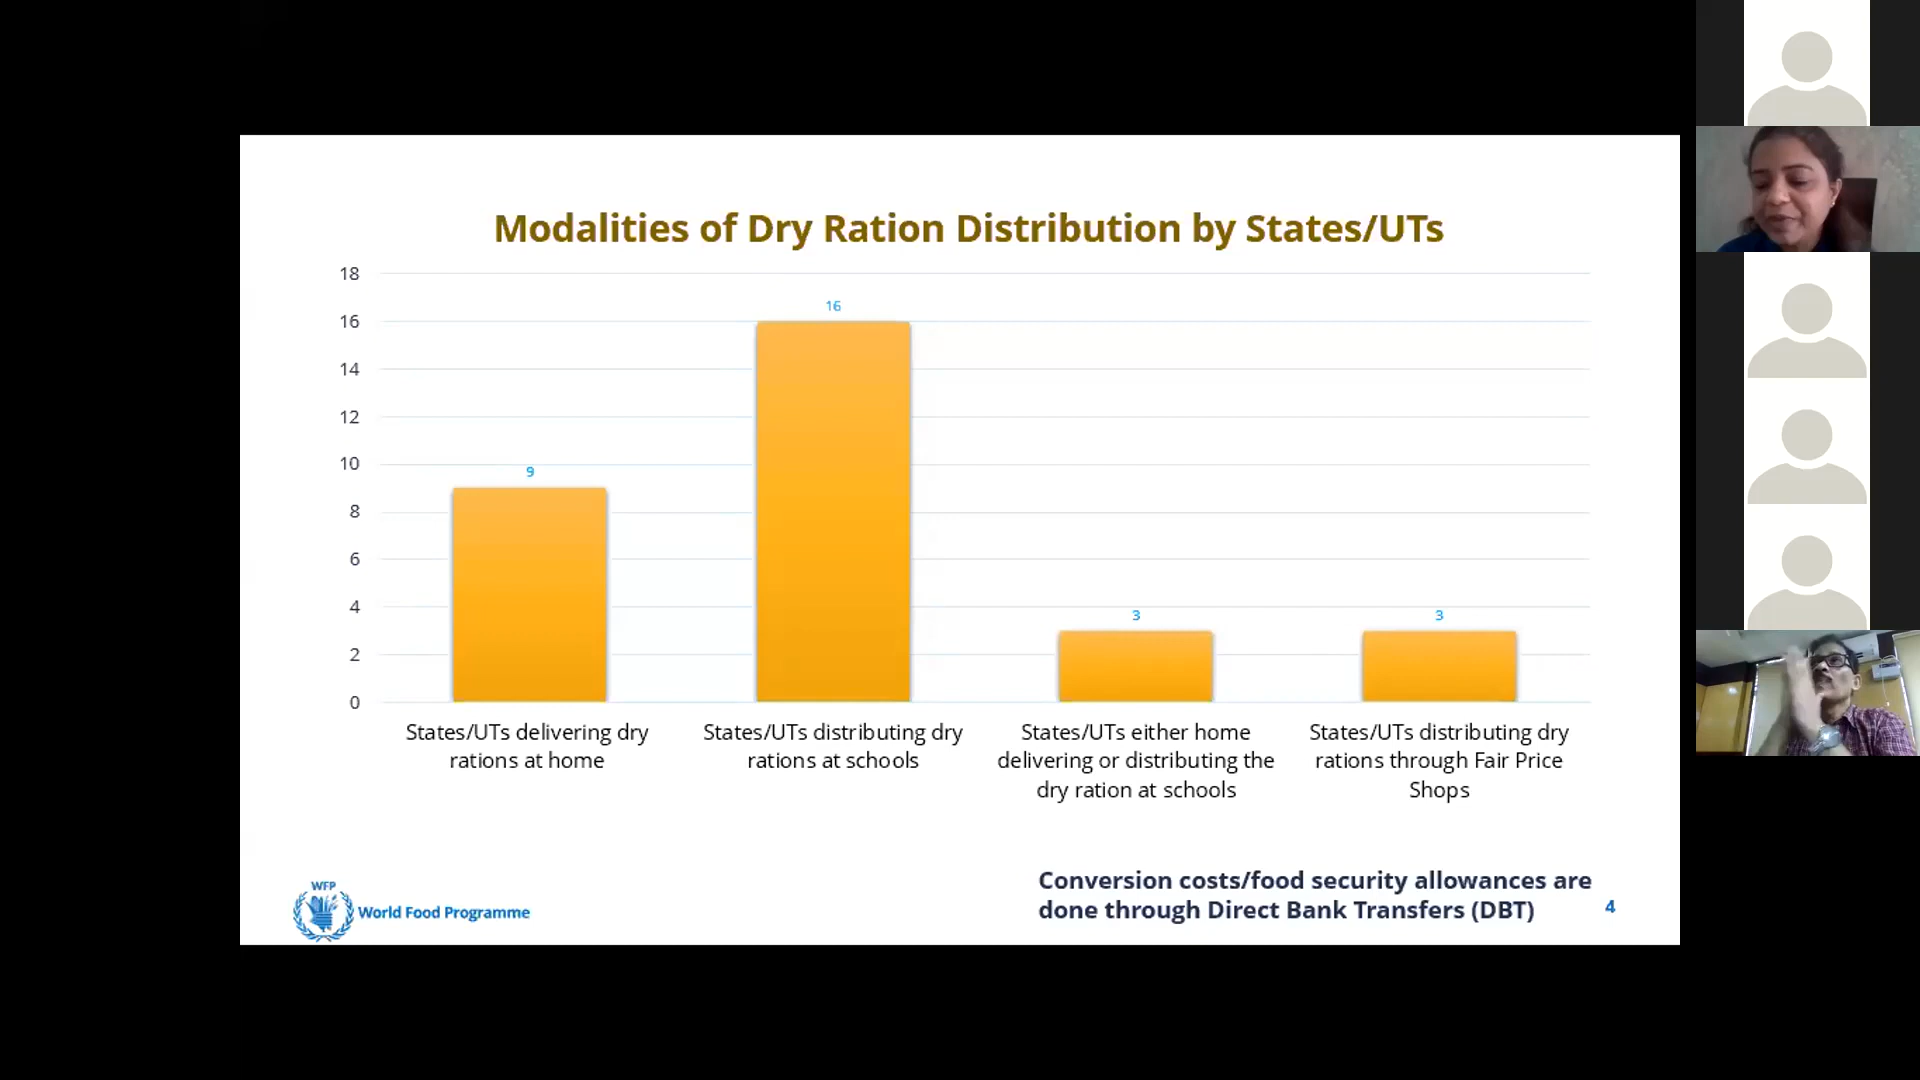 Modalities of Dry Ration Distribution by States/UTs
18
16
14
12
10
8
6
4
2
0
9
16
3
3
States/UTs delivering dry
rations at home
States/UTs distributing dry
rations at schools
States/UTs either home
delivering or distributing the
dry ration at schools
States/UTs distributing dry
rations through Fair Price
Shops
WFP
World Food Programme
Conversion costs/food security allowances are
done through Direct Bank Transfers (DBT)
4